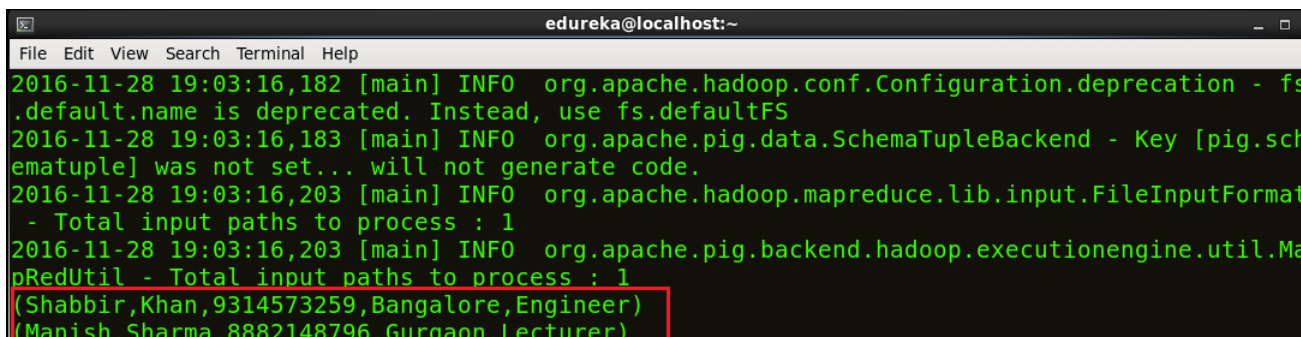 edureka@localhost:~
File Edit View Search Terminal Help
2016-11-28 19:03:16,182 [main] INFO  org.apache.hadoop.conf.Configuration.deprecation - fs
.default.name is deprecated. Instead, use fs.defaultFS
2016-11-28 19:03:16,183 [main] INFO  org.apache.pig.data.SchemaTupleBackend - Key [pig.sch
ematuple] was not set... will not generate code.
2016-11-28 19:03:16,203 [main] INFO  org.apache.hadoop.mapreduce.lib.input.FileInputFormat
 - Total input paths to process : 1
2016-11-28 19:03:16,203 [main] INFO  org.apache.pig.backend.hadoop.executionengine.util.Ma
pRedUtil - Total input paths to process : 1
(Shabbir,Khan,9314573259,Bangalore,Engineer)
(Manish,Sharma,8882148796,Gurgaon,Lecturer)